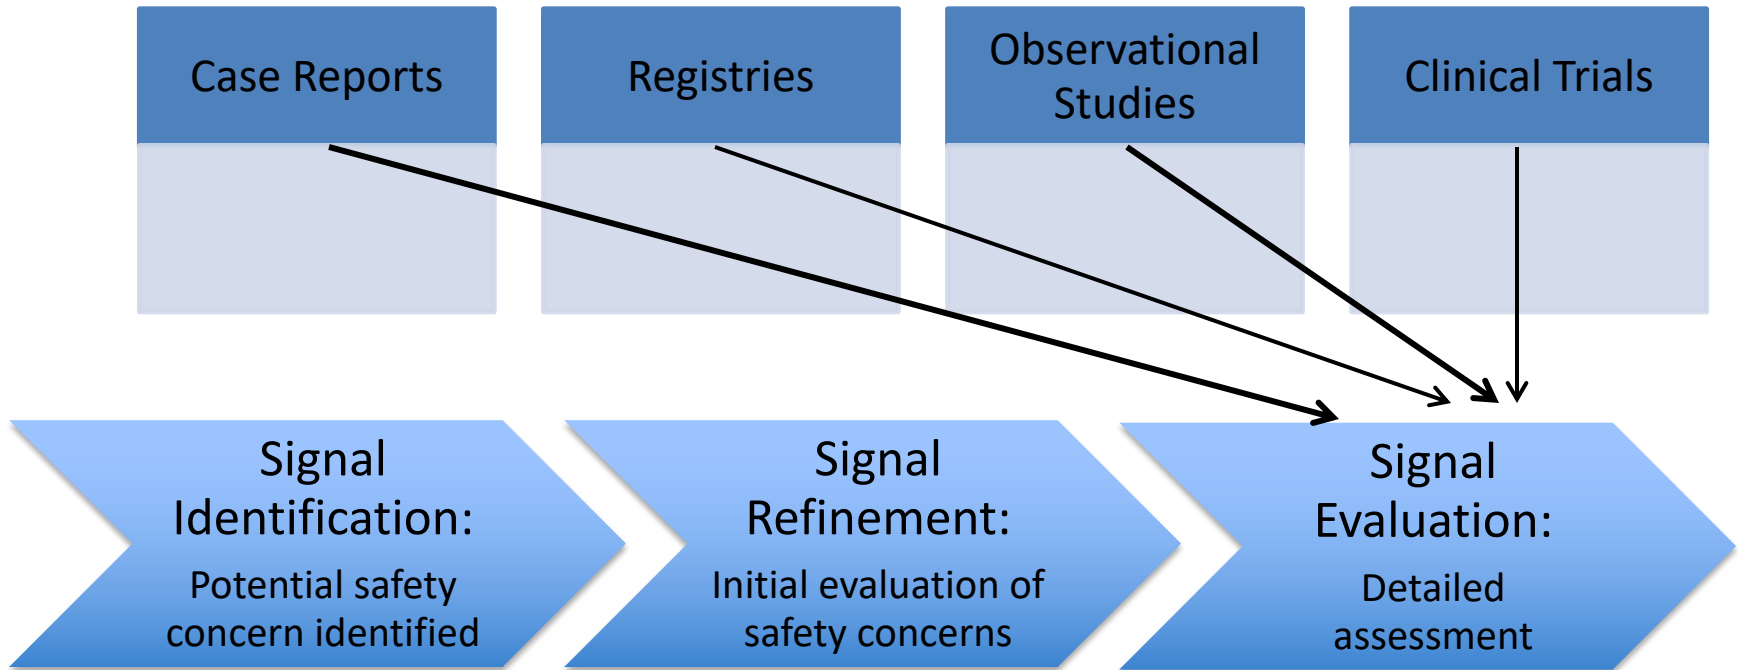 Case Reports
Registries
Observational
Studies
Clinical Trials
Signal
Identification:
Potential safety
concern identified
Signal
Refinement:
Initial evaluation of
safety concerns
Signal
Evaluation:
Detailed
assessment